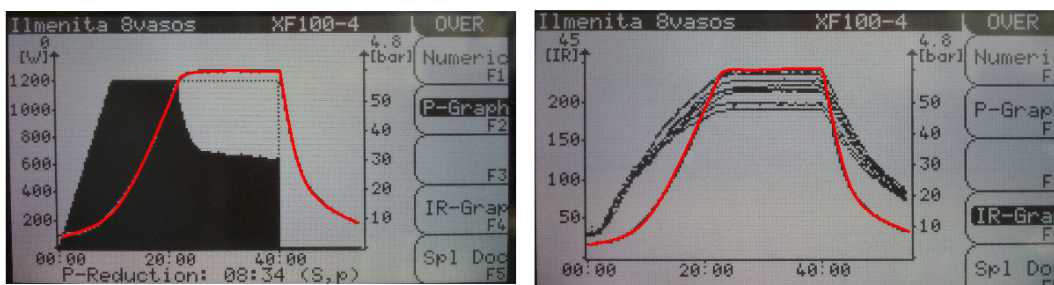 Ilmenita 8vasos XF100-4 OVER
0 4.8
[W] [bar] Numeric
F1
1200
1000 50 P-Graph
F2
800 40
600 30
F3
400 20
200 10 IR-Grap
F4
00:00 20:00 40:00 Spl Doc
P-Reduction: 08:34 (S,p) F5
Ilmenita 8vasos XF100-4 OVER
45 4.8
[IR] [bar] Numeri
F
200 50 P-Grap
F
150 40
30
F
100 20
50 10 IR-Gra
F
00:00 20:00 40:00 Spl Do